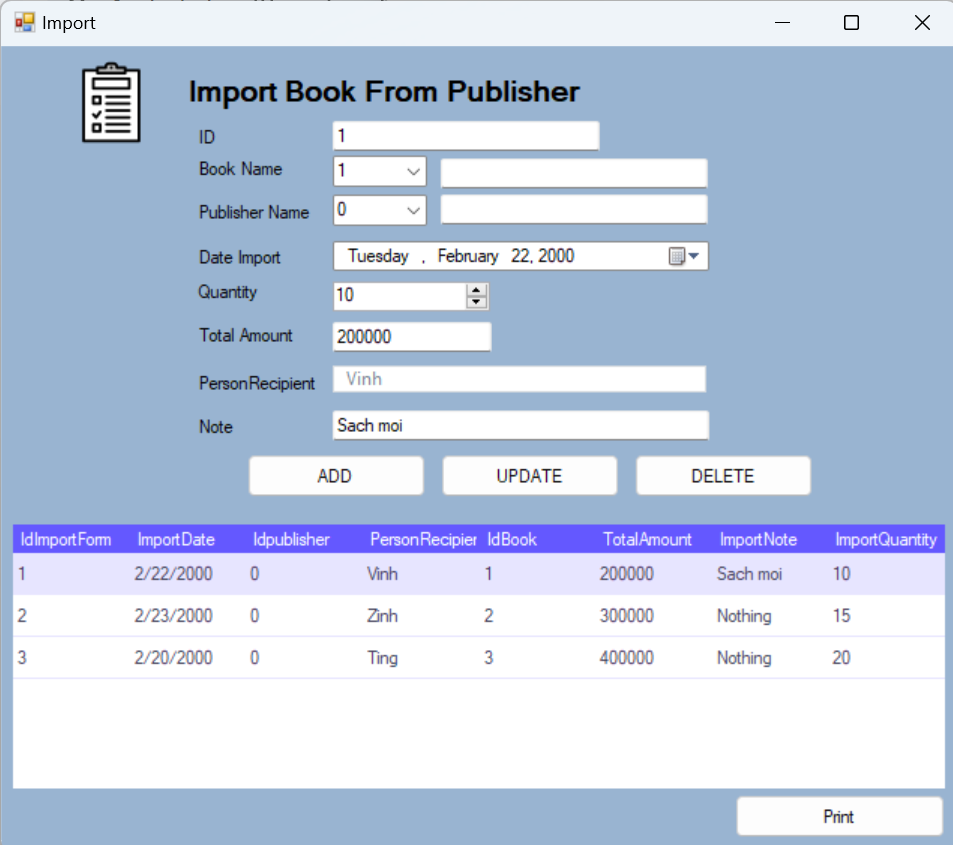 Import
Import Book From Publisher
ID 1
Book Name 1
Publisher Name 0
Date Import Tuesday , February 22, 2000
Quantity 10
Total Amount 200000
PersonRecipient Vinh
Note Sach moi
ADD UPDATE DELETE
IdImportForm ImportDate Idpublisher PersonRecipier IdBook TotalAmount ImportNote ImportQuantity
1 2/22/2000 0 Vinh 1 200000 Sach moi 10
2 2/23/2000 0 Zinh 2 300000 Nothing 15
3 2/20/2000 0 Ting 3 400000 Nothing 20
Print